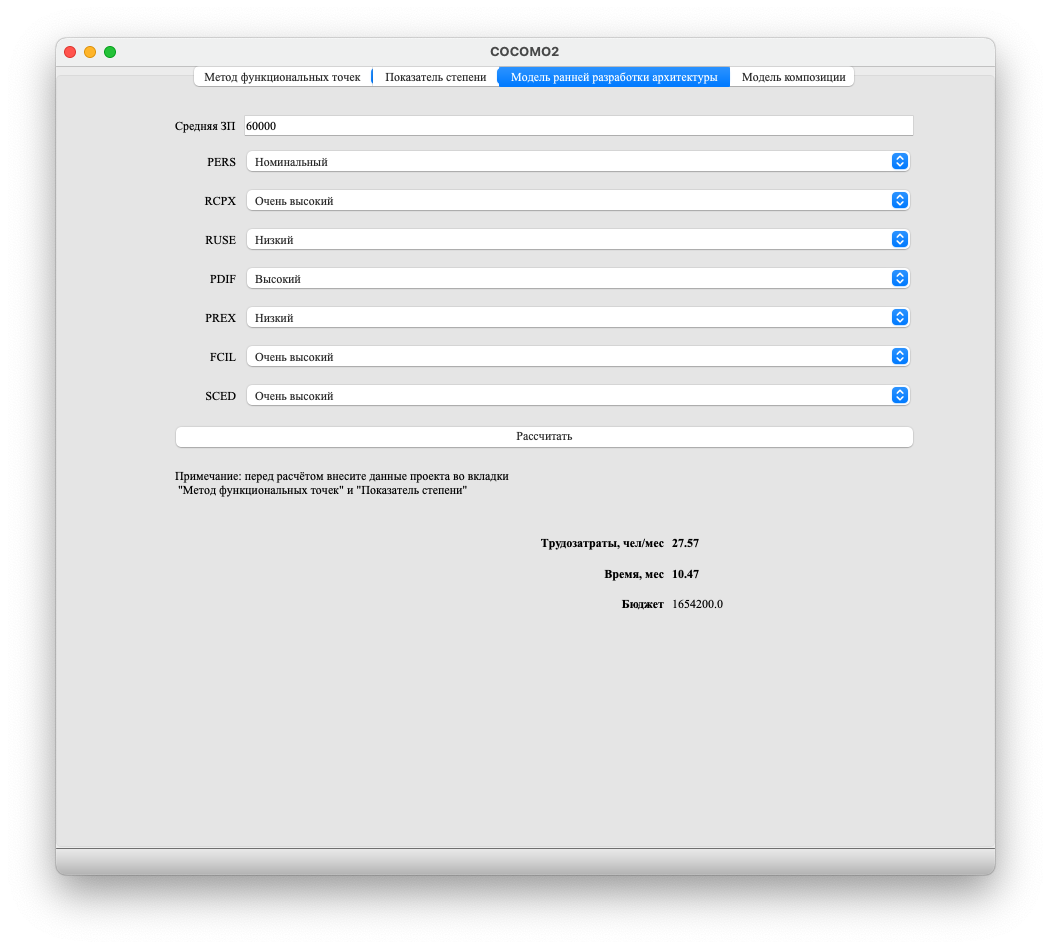 COCOMO2
Метод функциональных точек Показатель степени Модель ранней разработки архитектуры Модель композиции
Средняя ЗП 60000
PERS Номинальный
RCPX Очень высокий
RUSE Низкий
PDIF Высокий
PREX Низкий
FCIL Очень высокий
SCED Очень высокий
Рассчитать
Примечание: перед расчётом внесите данные проекта во вкладки
"Метод функциональных точек" и "Показатель степени"
Трудозатраты, чел/мес 27.57
Время, мес 10.47
Бюджет 1654200.0